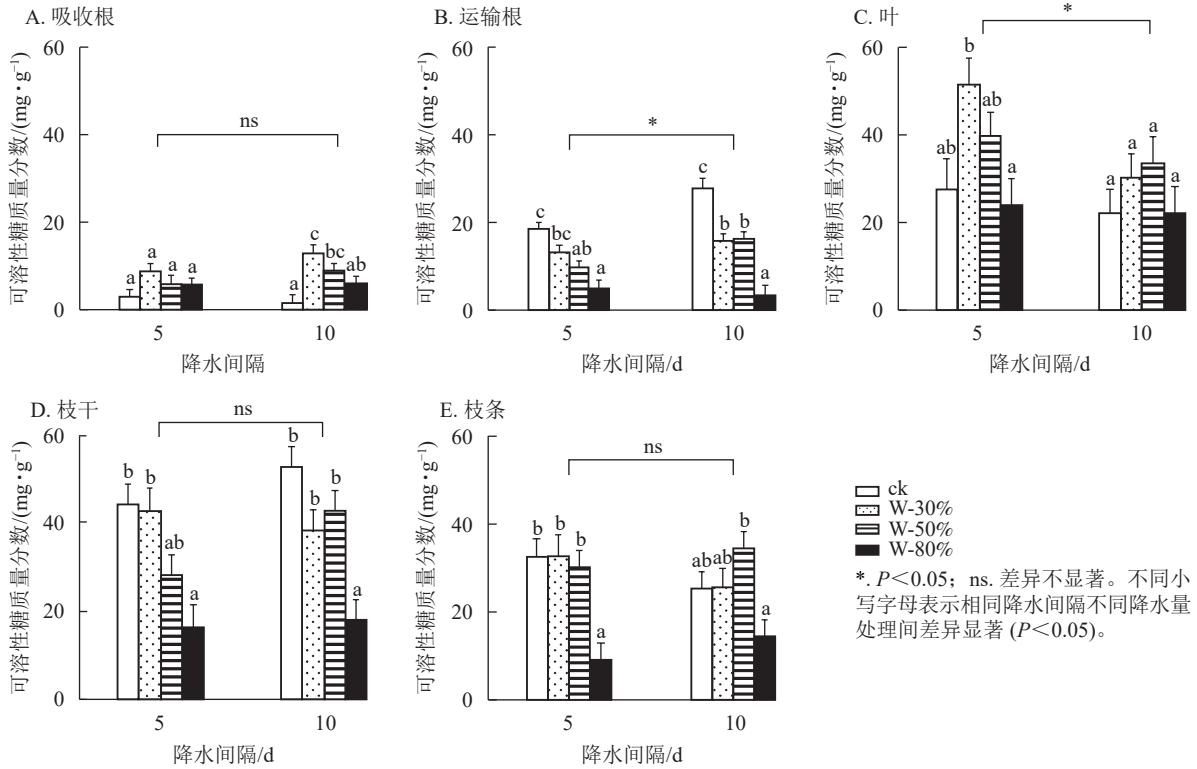 A. 吸收根
可溶性糖质量分数/(mg·g⁻¹)
60
40
20
0
ns
a
a
a
a
a
c
bc
ab
5
10
降水间隔
B. 运输根
可溶性糖质量分数/(mg·g⁻¹)
60
40
20
0
*
c
bc
ab
a
c
b
b
a
5
10
降水间隔/d
C. 叶
可溶性糖质量分数/(mg·g⁻¹)
60
40
20
0
*
ab
b
ab
a
a
a
a
a
5
10
降水间隔/d
D. 枝干
可溶性糖质量分数/(mg·g⁻¹)
60
40
20
0
ns
b
b
ab
a
b
b
b
a
5
10
降水间隔/d
E. 枝条
可溶性糖质量分数/(mg·g⁻¹)
60
40
20
0
ns
b
b
b
a
ab
ab
b
a
5
10
降水间隔/d
ck
W-30%
W-50%
W-80%
*. P＜0.05；ns. 差异不显著。不同小
写字母表示相同降水间隔不同降水量
处理间差异显著 (P＜0.05)。